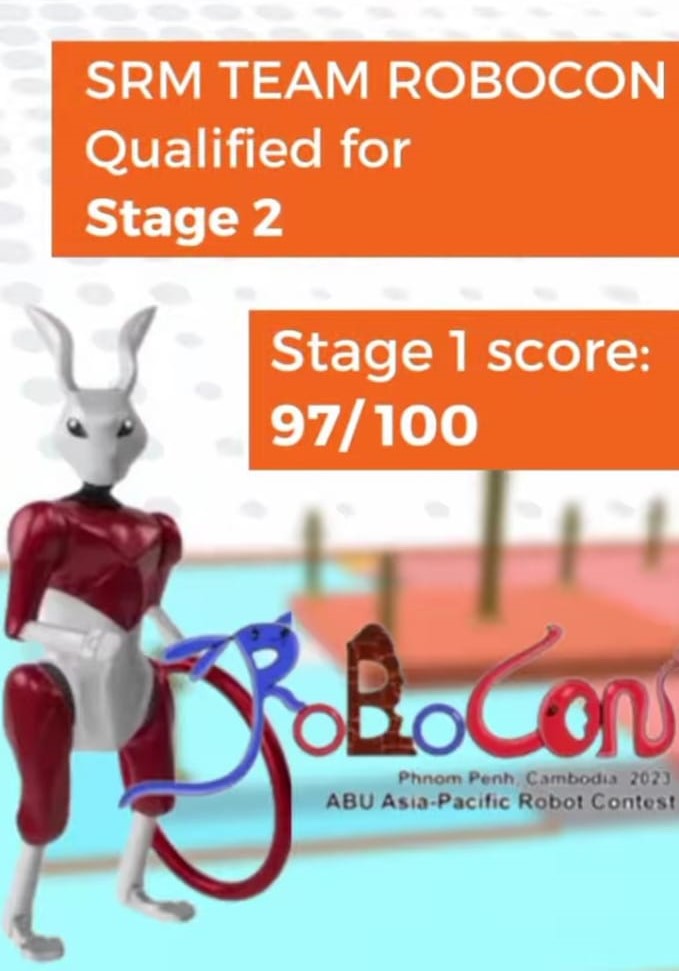 SRM TEAM ROBOCON
Qualified for
Stage 2
Stage 1 score:
97/100
RoBoCoN
Phnom Penh, Cambodia 2023
ABU Asia-Pacific Robot Contest